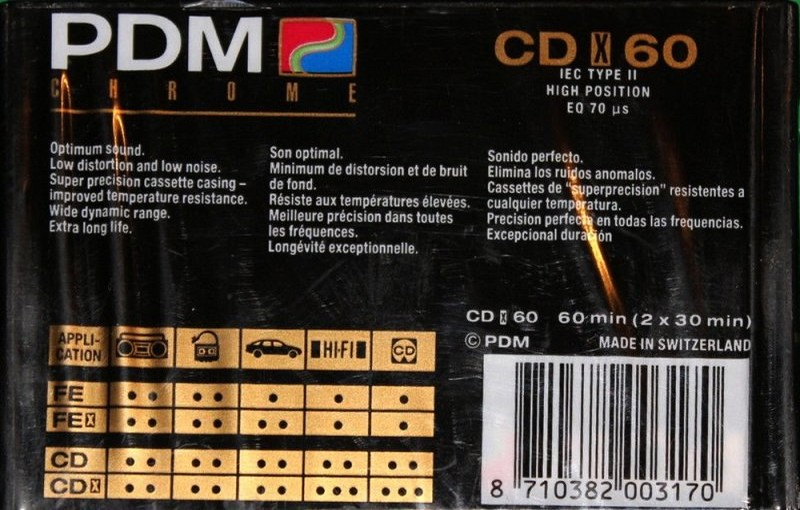 PDM
CHROME
CD X 60
IEC TYPE II
HIGH POSITION
EQ 70 µs
Optimum sound.
Low distortion and low noise.
Super precision cassette casing –
improved temperature resistance.
Wide dynamic range.
Extra long life.
Son optimal.
Minimum de distorsion et de bruit
de fond.
Résiste aux températures élevées.
Meilleure précision dans toutes
les fréquences.
Longévité exceptionnelle.
Sonido perfecto.
Elimina los ruidos anomalos.
Cassettes de "superprecision" resistentes a
cualquier temperatura.
Precision perfecta en todas las frequencias.
Excepcional duración
CD X 60 60 min (2 x 30 min)
© PDM MADE IN SWITZERLAND
APPLI-
CATION
HI-FI
CD
FE
FE X
CD
CD X
8 710382 003170